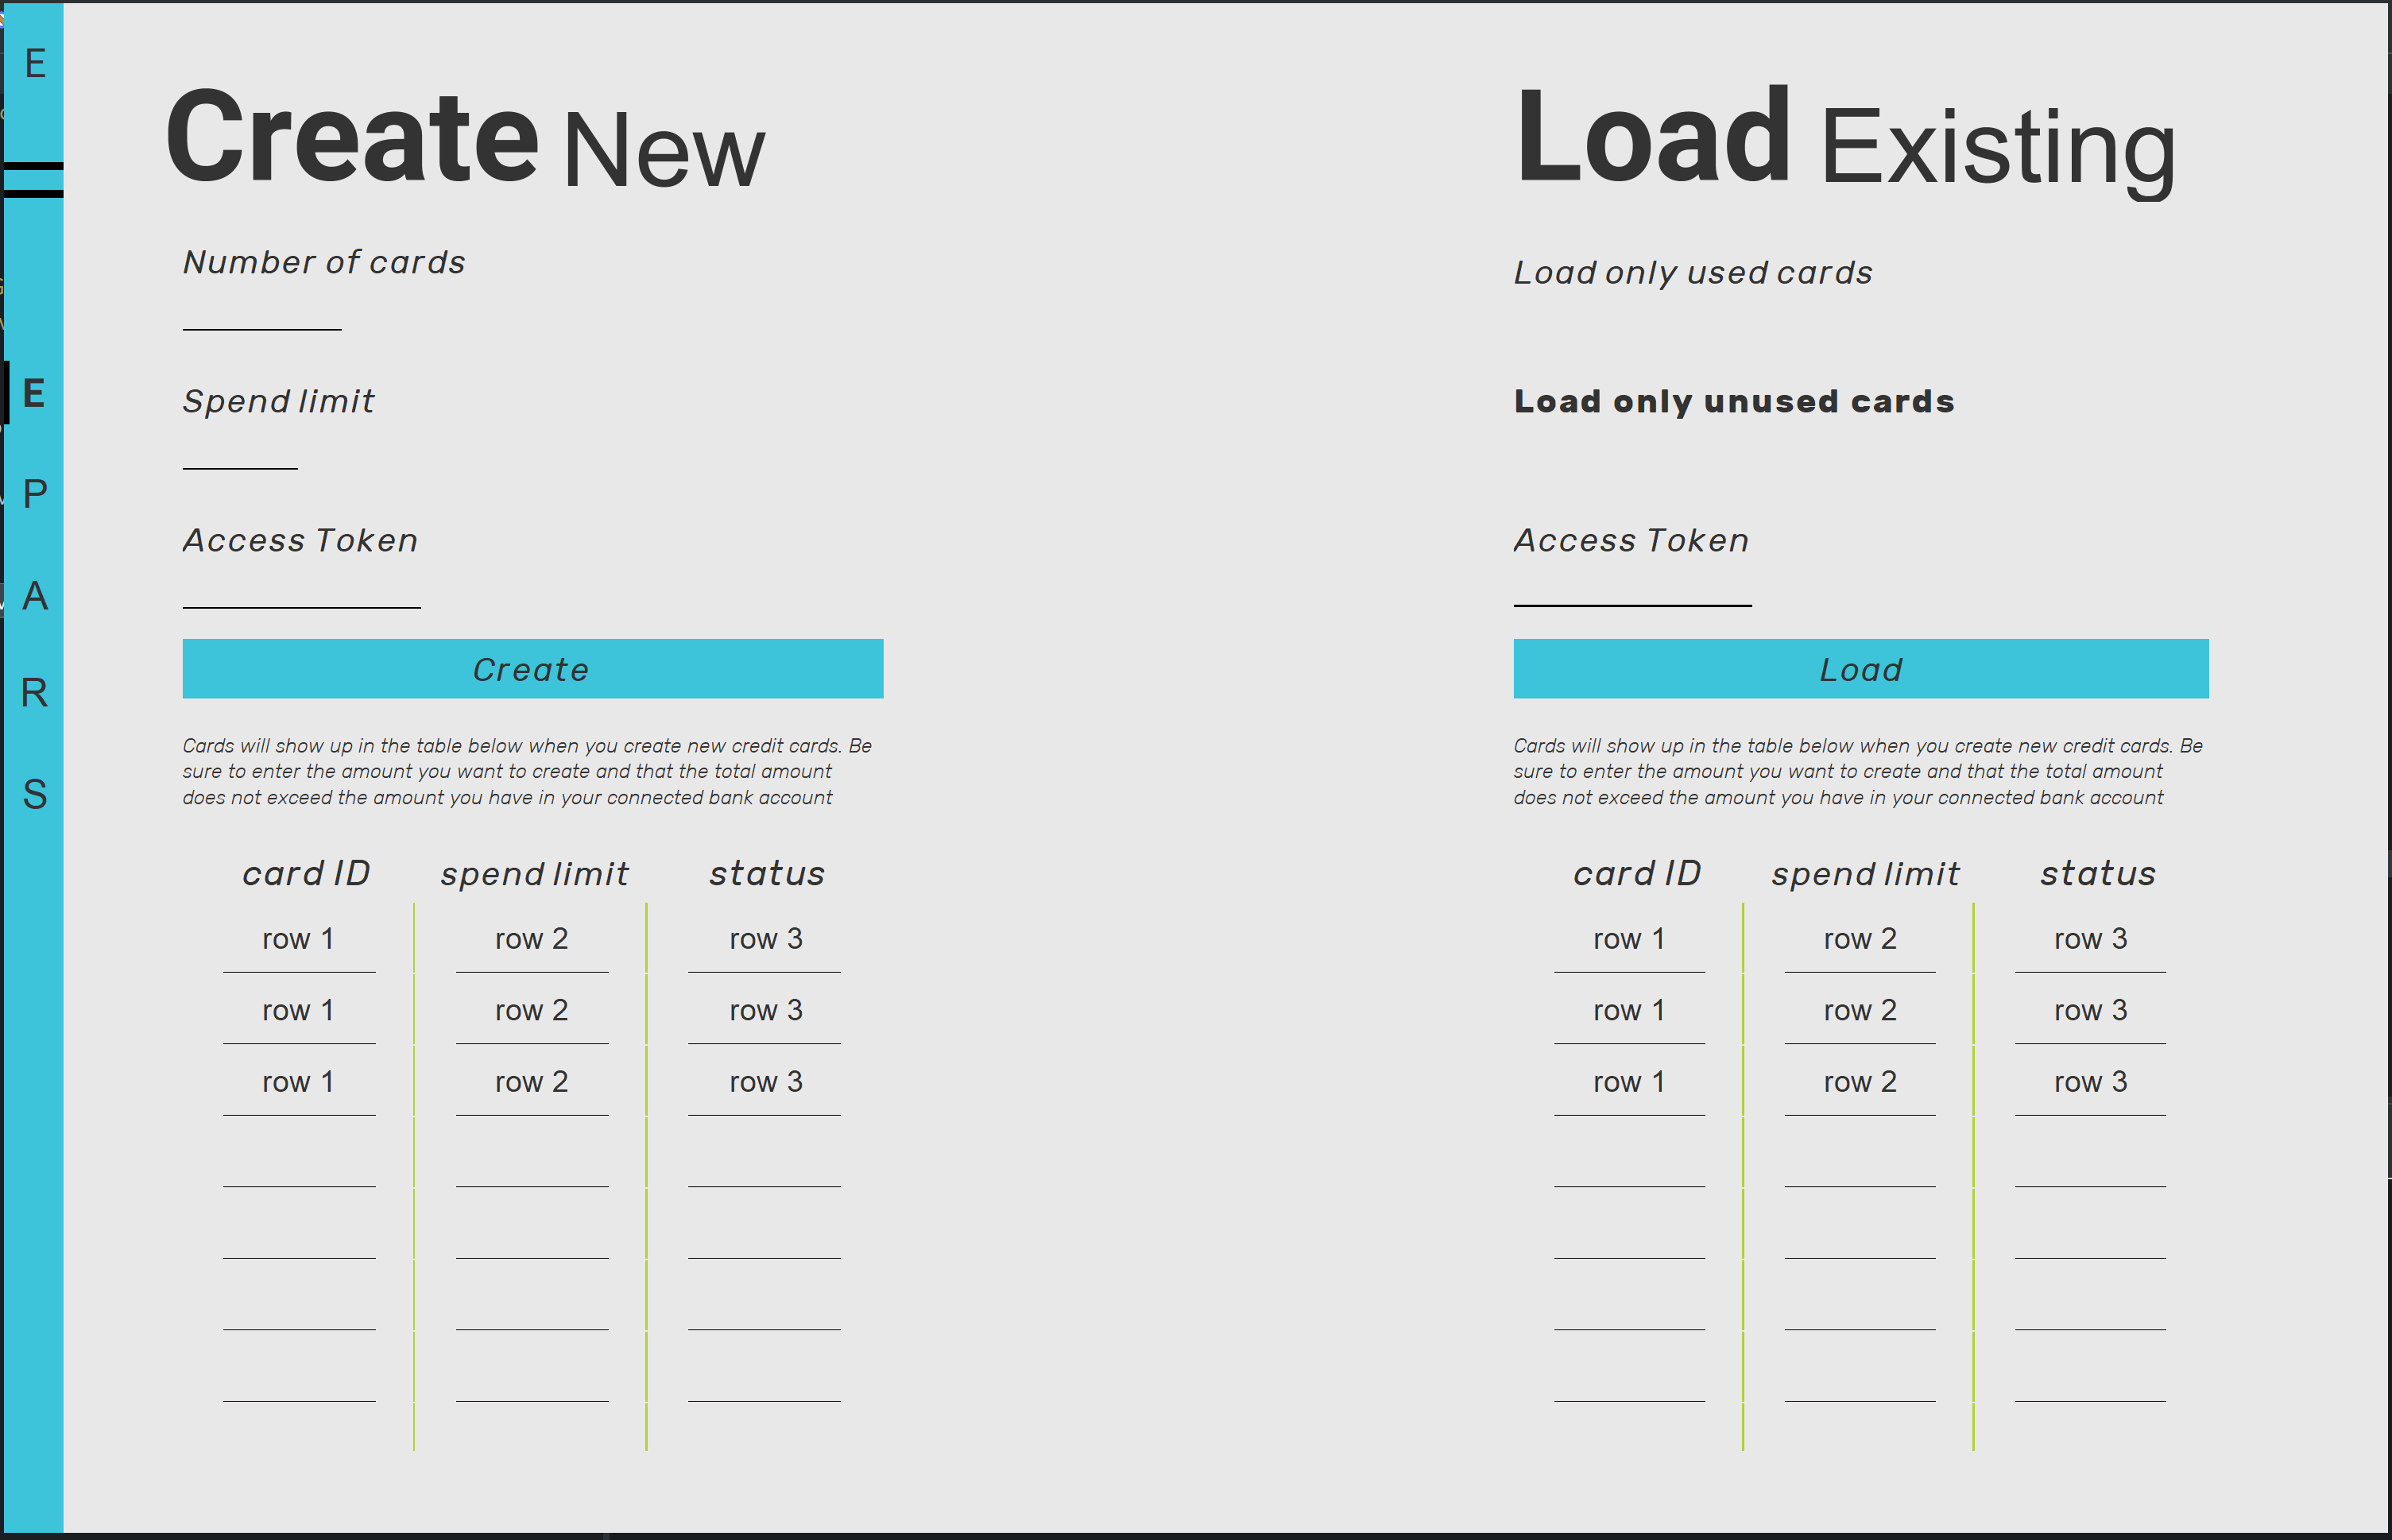 E
E
P
A
R
S
Create New
Number of cards
Spend limit
Access Token
Create
Cards will show up in the table below when you create new credit cards. Be
sure to enter the amount you want to create and that the total amount
does not exceed the amount you have in your connected bank account
card ID spend limit status
row 1 row 2 row 3
row 1 row 2 row 3
row 1 row 2 row 3
Load Existing
Load only used cards
Load only unused cards
Access Token
Load
Cards will show up in the table below when you create new credit cards. Be
sure to enter the amount you want to create and that the total amount
does not exceed the amount you have in your connected bank account
card ID spend limit status
row 1 row 2 row 3
row 1 row 2 row 3
row 1 row 2 row 3